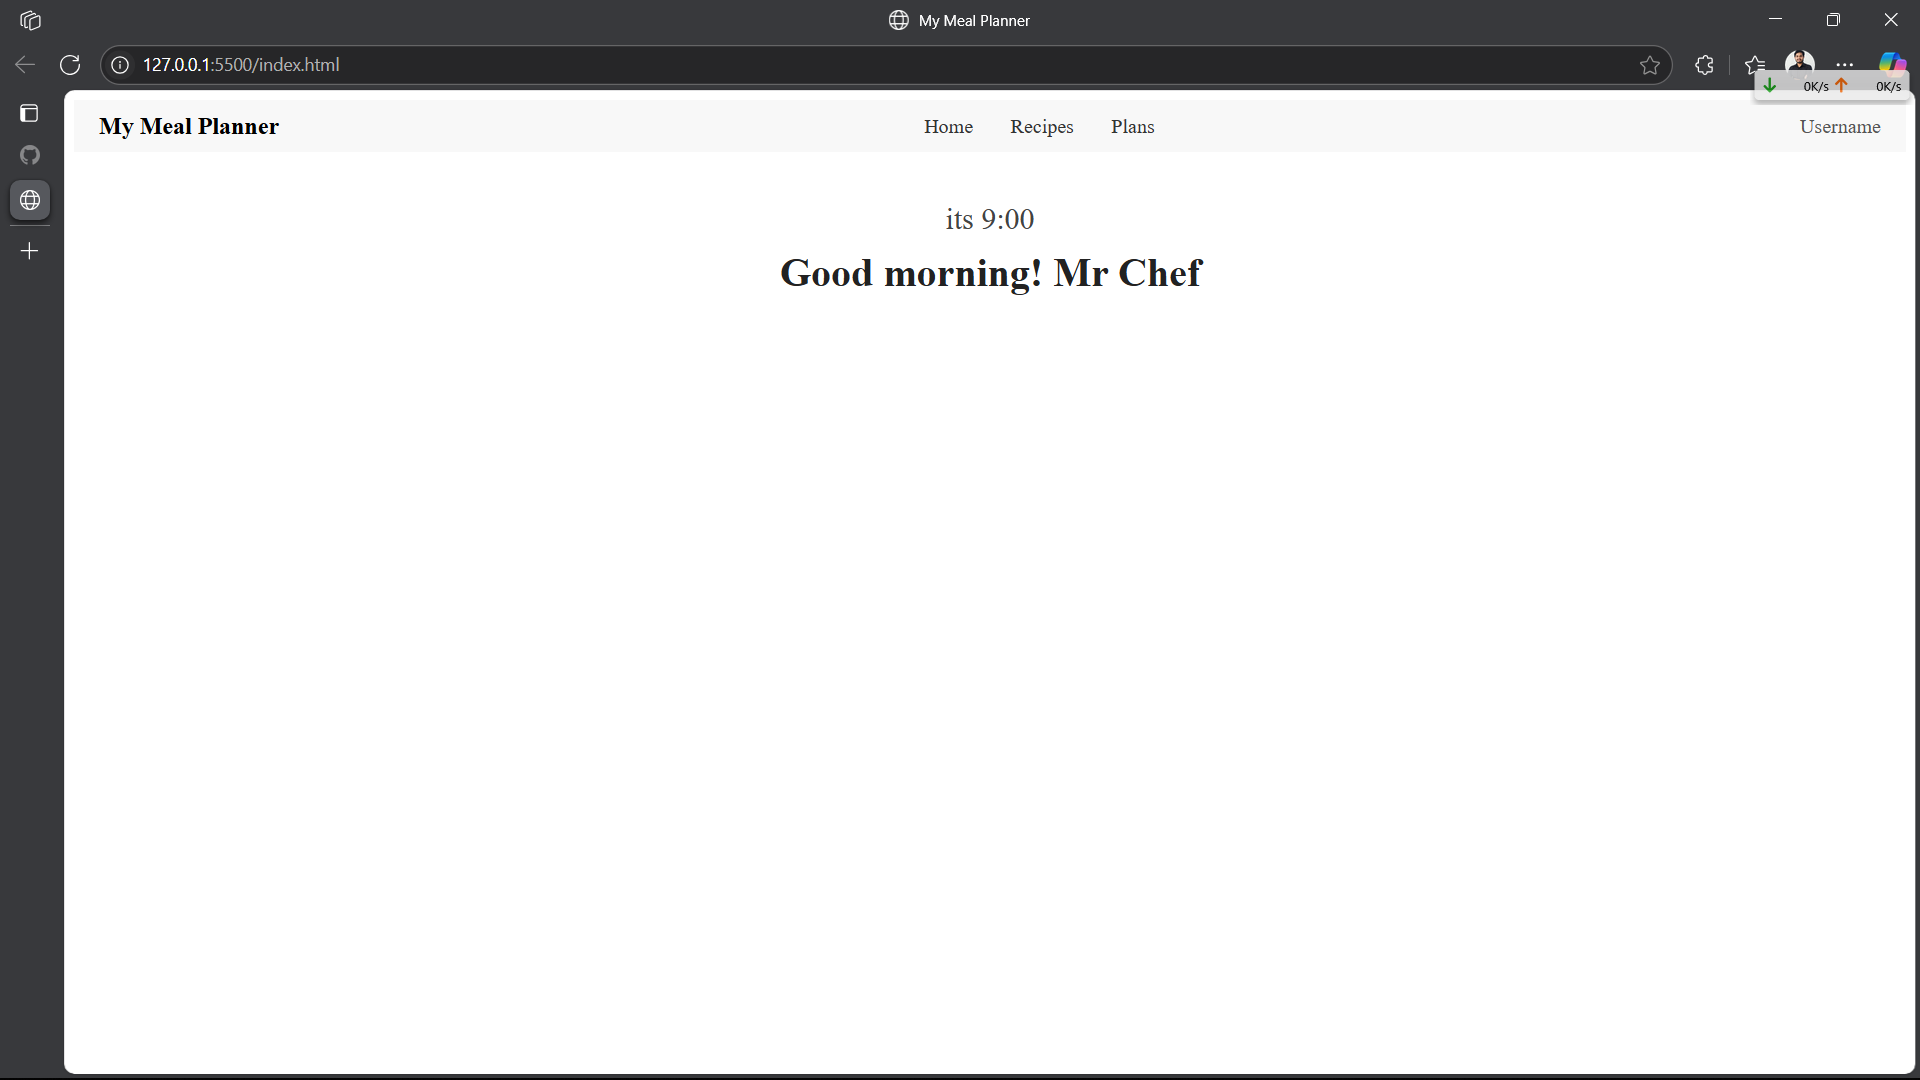 My Meal Planner
127.0.0.1:5500/index.html
0K/s 0K/s
My Meal Planner Home Recipes Plans Username
its 9:00
Good morning! Mr Chef